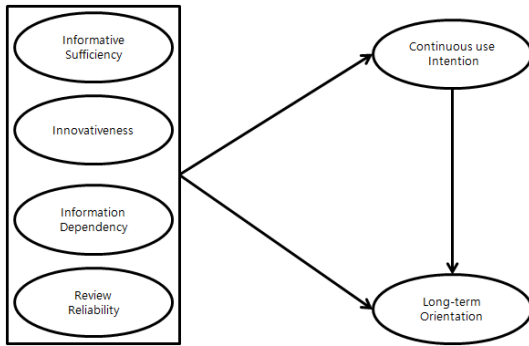 Informative
Sufficiency
Innovativeness
Information
Dependency
Review
Reliability
Continuous use
Intention
Long-term
Orientation